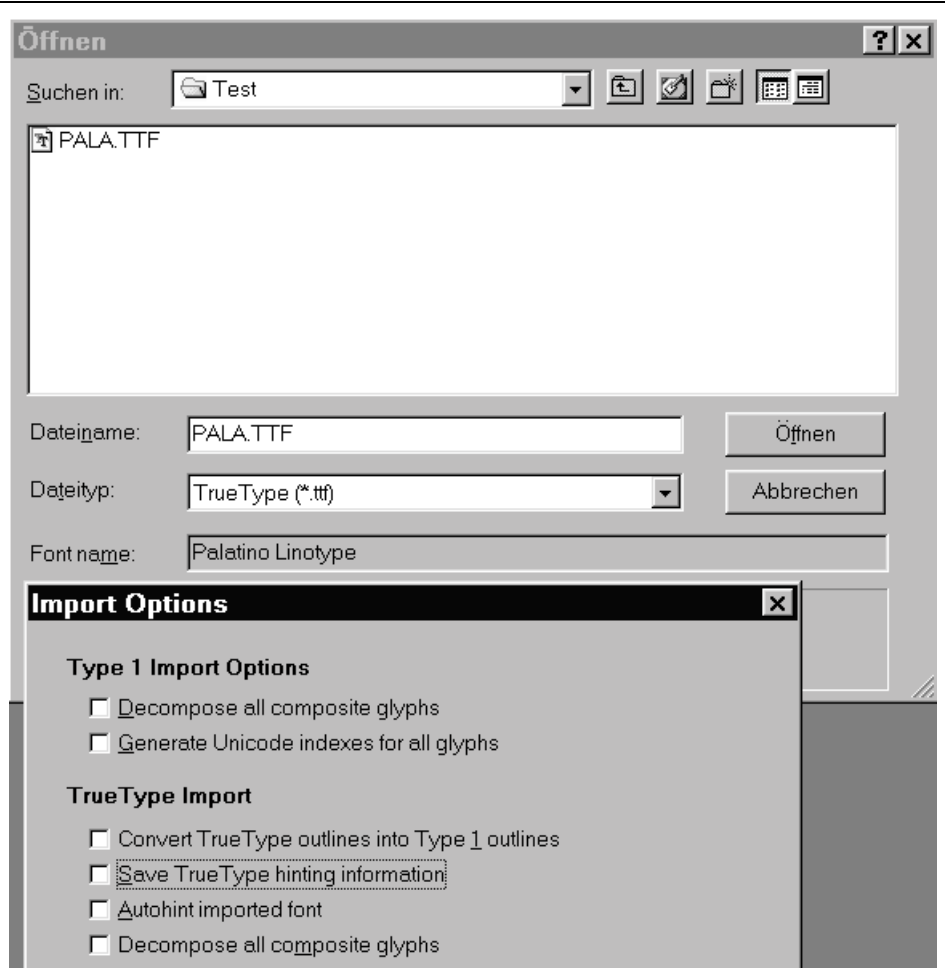 Öffnen
Suchen in: Test
PALA.TTF
Dateiname: PALA.TTF Öffnen
Dateityp: TrueType (*.ttf) Abbrechen
Font name: Palatino Linotype
Import Options
Type 1 Import Options
Decompose all composite glyphs
Generate Unicode indexes for all glyphs
TrueType Import
Convert TrueType outlines into Type 1 outlines
Save TrueType hinting information
Autohint imported font
Decompose all composite glyphs